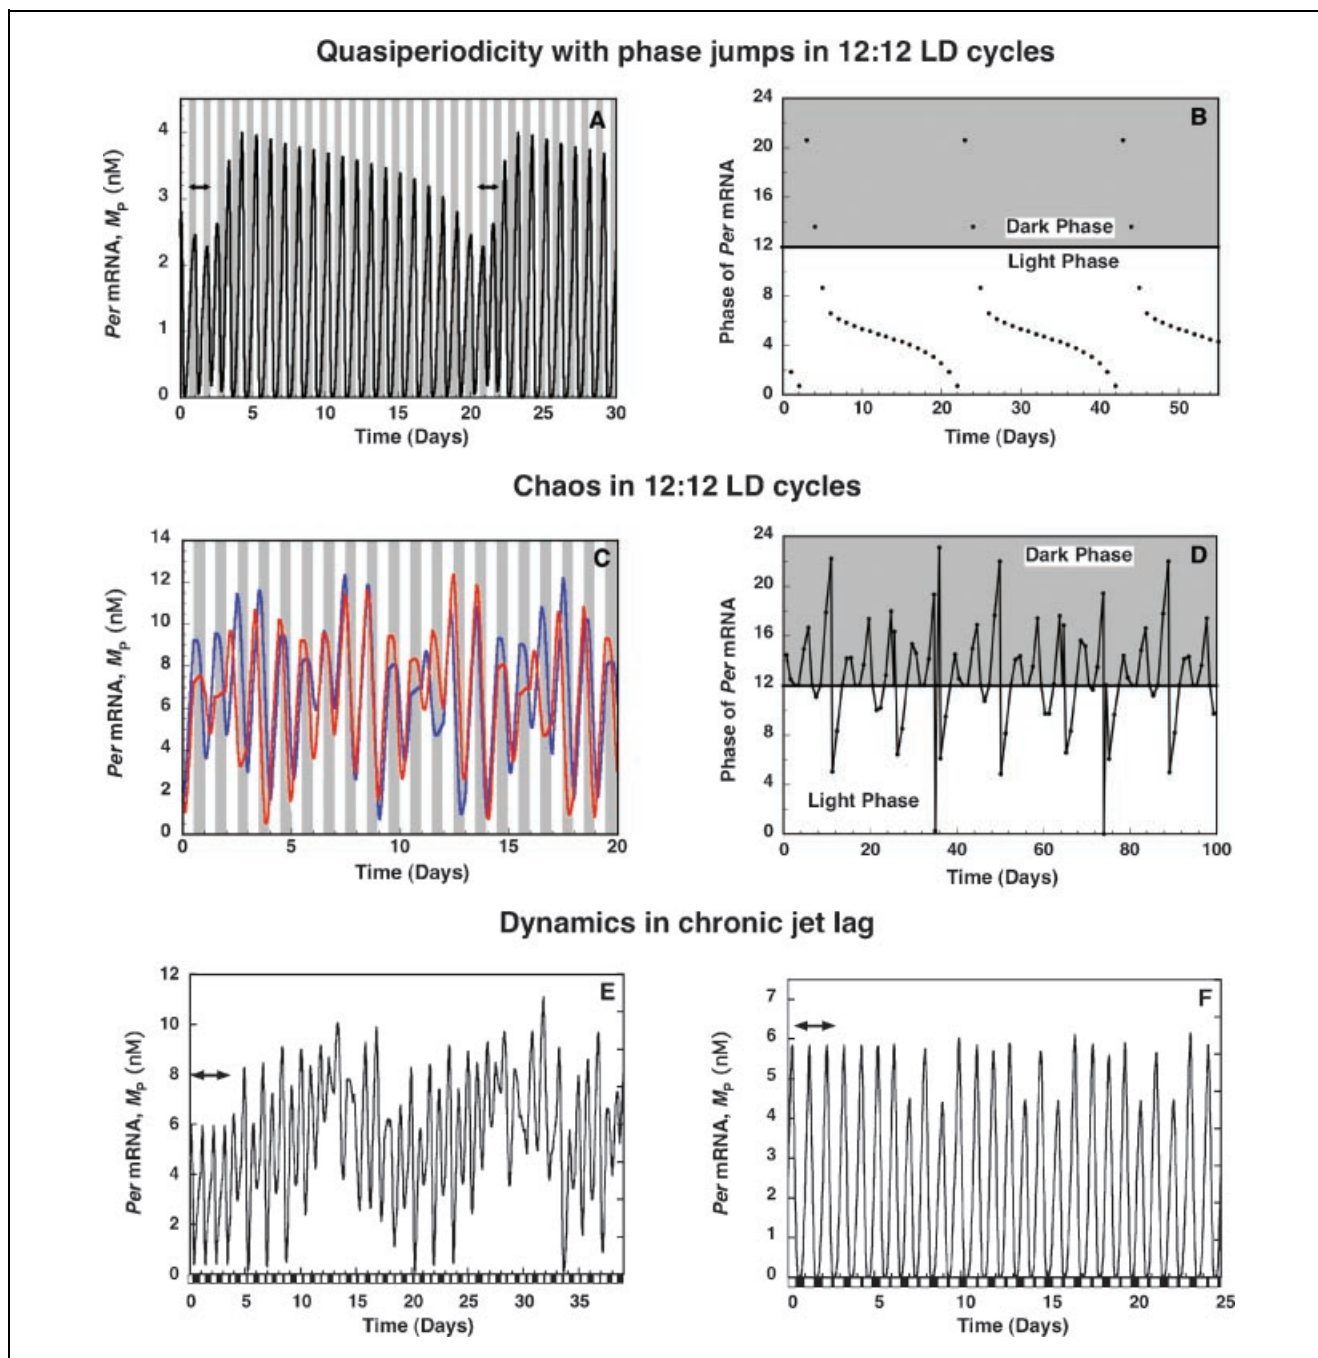 Quasiperiodicity with phase jumps in 12:12 LD cycles
A
Per mRNA, MP (nM)
4
3
2
1
0
0 5 10 15 20 25 30
Time (Days)
B
Phase of Per mRNA
24
20
16
12
8
4
0
Dark Phase
Light Phase
0 10 20 30 40 50
Time (Days)
Chaos in 12:12 LD cycles
C
Per mRNA, MP (nM)
14
12
10
8
6
4
2
0
0 5 10 15 20
Time (Days)
D
Phase of Per mRNA
24
20
16
12
8
4
0
Dark Phase
Light Phase
0 20 40 60 80 100
Time (Days)
Dynamics in chronic jet lag
E
Per mRNA, MP (nM)
12
10
8
6
4
2
0
0 5 10 15 20 25 30 35
Time (Days)
F
Per mRNA, MP (nM)
7
6
5
4
3
2
1
0
0 5 10 15 20 25
Time (Days)